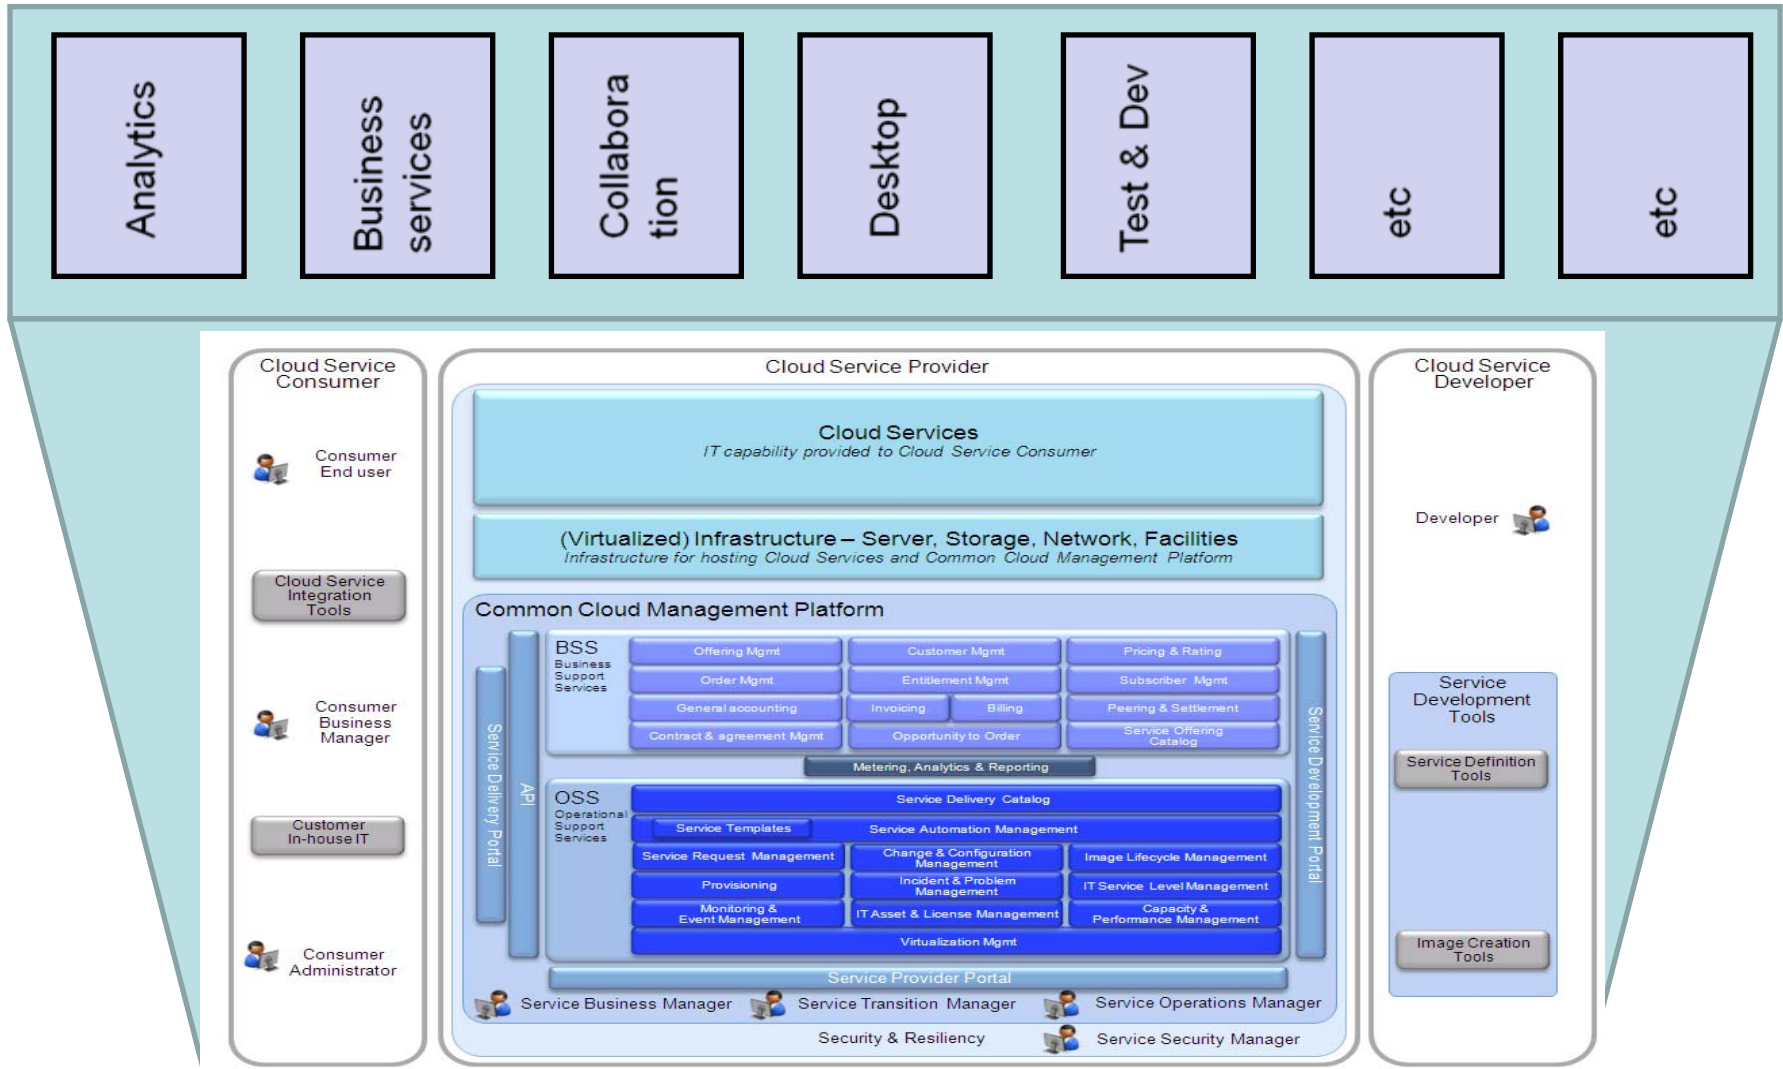 Analytics
Business
services
Collabora
tion
Desktop
Test & Dev
etc
etc
Cloud Service
Consumer
Consumer
End user
Cloud Service
Integration
Tools
Consumer
Business
Manager
Customer
In-house IT
Consumer
Administrator
Cloud Service Provider
Cloud Services
IT capability provided to Cloud Service Consumer
(Virtualized) Infrastructure – Server, Storage, Network, Facilities
Infrastructure for hosting Cloud Services and Common Cloud Management Platform
Common Cloud Management Platform
Service Delivery Portal
API
BSS
Business
Support
Services
Offering Mgmt
Customer Mgmt
Pricing & Rating
Order Mgmt
Entitlement Mgmt
Subscriber Mgmt
General accounting
Invoicing
Billing
Peering & Settlement
Contract & agreement Mgmt
Opportunity to Order
Service Offering
Catalog
Metering, Analytics & Reporting
OSS
Operational
Support
Services
Service Delivery Catalog
Service Templates
Service Automation Management
Service Request Management
Change & Configuration
Management
Image Lifecycle Management
Provisioning
Incident & Problem
Management
IT Service Level Management
Monitoring &
Event Management
IT Asset & License Management
Capacity &
Performance Management
Virtualization Mgmt
Service Development Portal
Service Provider Portal
Service Business Manager
Service Transition Manager
Service Operations Manager
Security & Resiliency
Service Security Manager
Cloud Service
Developer
Developer
Service
Development
Tools
Service Definition
Tools
Image Creation
Tools